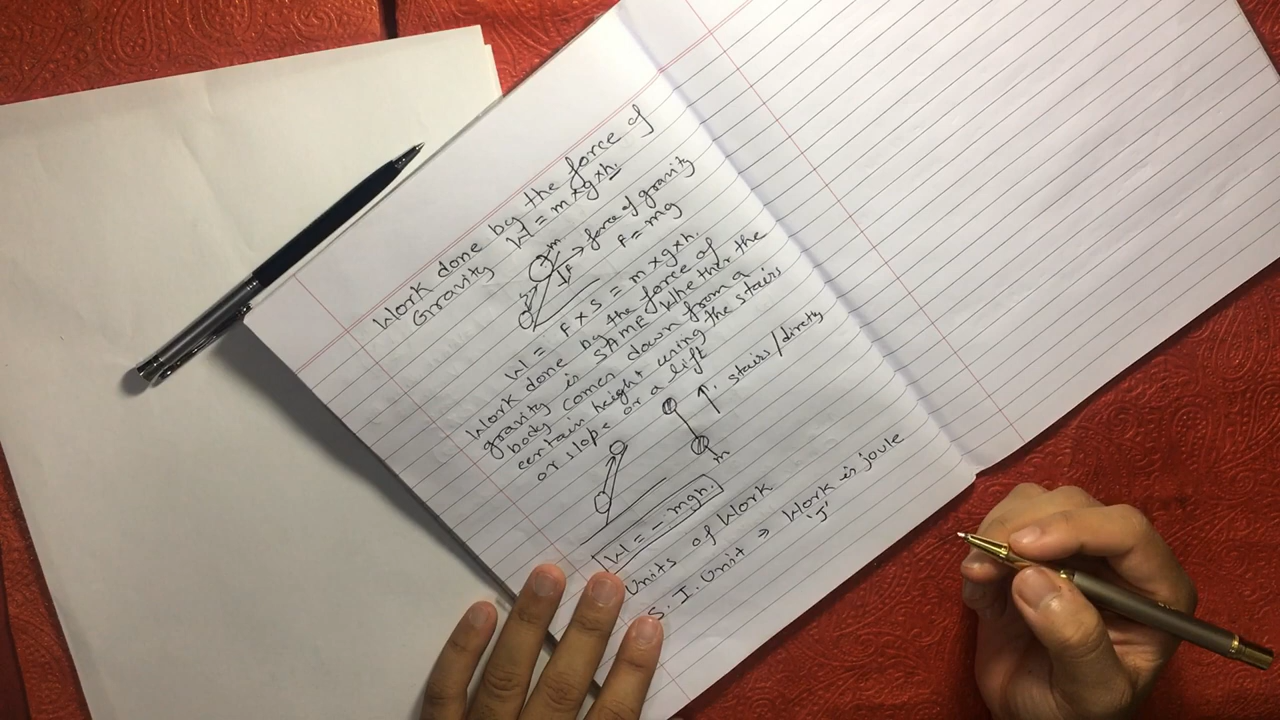 Work done by the force of
Gravity W = m×g×h.
m
→ force of gravity
F
F = mg
W = F × S = m×g×h.
Work done by the force of
gravity is SAME whether the
body comes down from a
certain height using the stairs
or slope or a lift
↑. stairs/directly
m
W = - mgh.
Units of Work
S. I. Unit ⇒ Work is joule
'J'